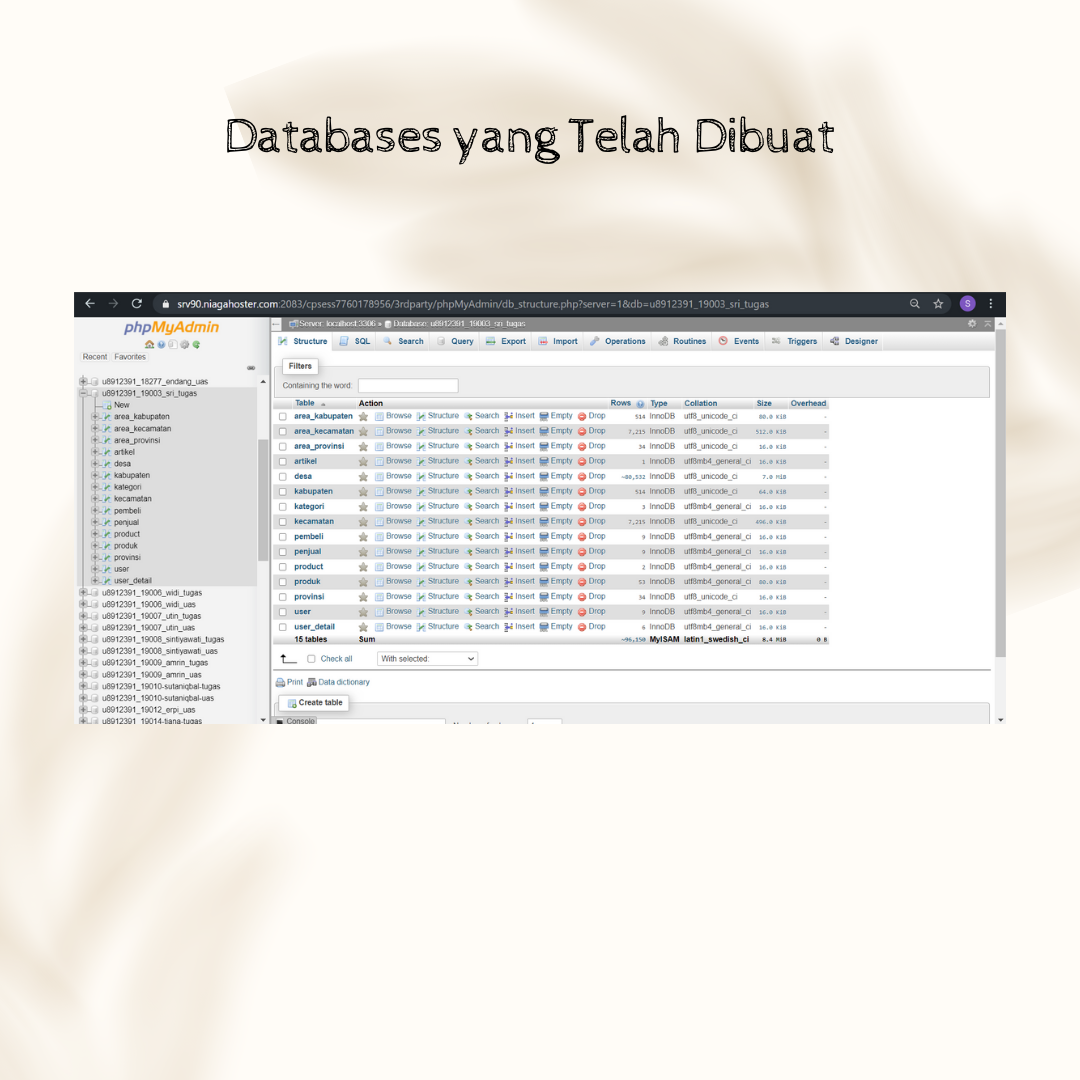 Databases yang Telah Dibuat
srv90.niagahoster.com:2083/cpsess7760178956/3rdparty/phpMyAdmin/db_structure.php?server=1&db=u8912391_19003_sri_tugas
S
phpMyAdmin
Recent Favorites
u8912391_18277_endang_uas
u8912391_19003_sri_tugas
New
area_kabupaten
area_kecamatan
area_provinsi
artikel
desa
kabupaten
kategori
kecamatan
pembeli
penjual
product
produk
provinsi
user
user_detail
u8912391_19006_widi_tugas
u8912391_19006_widi_uas
u8912391_19007_utin_tugas
u8912391_19007_utin_uas
u8912391_19008_sintiyawati_tugas
u8912391_19008_sintiyawati_uas
u8912391_19009_amrin_tugas
u8912391_19009_amrin_uas
u8912391_19010-sutaniqbal-tugas
u8912391_19010-sutaniqbal-uas
u8912391_19012_erpi_uas
u8912391_19014-tiana-tugas
Server: localhost:3306 » Database: u8912391_19003_sri_tugas
Structure SQL Search Query Export Import Operations Routines Events Triggers Designer
Filters
Containing the word:
Table Action Rows Type Collation Size Overhead
area_kabupaten Browse Structure Search Insert Empty Drop 514 InnoDB utf8_unicode_ci 80.0 KiB -
area_kecamatan Browse Structure Search Insert Empty Drop 7,215 InnoDB utf8_unicode_ci 512.0 KiB -
area_provinsi Browse Structure Search Insert Empty Drop 34 InnoDB utf8_unicode_ci 16.0 KiB -
artikel Browse Structure Search Insert Empty Drop 1 InnoDB utf8mb4_general_ci 16.0 KiB -
desa Browse Structure Search Insert Empty Drop ~80,532 InnoDB utf8_unicode_ci 7.0 MiB -
kabupaten Browse Structure Search Insert Empty Drop 514 InnoDB utf8_unicode_ci 64.0 KiB -
kategori Browse Structure Search Insert Empty Drop 3 InnoDB utf8mb4_general_ci 16.0 KiB -
kecamatan Browse Structure Search Insert Empty Drop 7,215 InnoDB utf8_unicode_ci 496.0 KiB -
pembeli Browse Structure Search Insert Empty Drop 9 InnoDB utf8mb4_general_ci 16.0 KiB -
penjual Browse Structure Search Insert Empty Drop 9 InnoDB utf8mb4_general_ci 16.0 KiB -
product Browse Structure Search Insert Empty Drop 2 InnoDB utf8mb4_general_ci 16.0 KiB -
produk Browse Structure Search Insert Empty Drop 53 InnoDB utf8mb4_general_ci 80.0 KiB -
provinsi Browse Structure Search Insert Empty Drop 34 InnoDB utf8_unicode_ci 16.0 KiB -
user Browse Structure Search Insert Empty Drop 9 InnoDB utf8mb4_general_ci 16.0 KiB -
user_detail Browse Structure Search Insert Empty Drop 6 InnoDB utf8mb4_general_ci 16.0 KiB -
15 tables Sum ~96,150 MyISAM latin1_swedish_ci 8.4 MiB 0 B
Check all With selected:
Print Data dictionary
Create table
Console